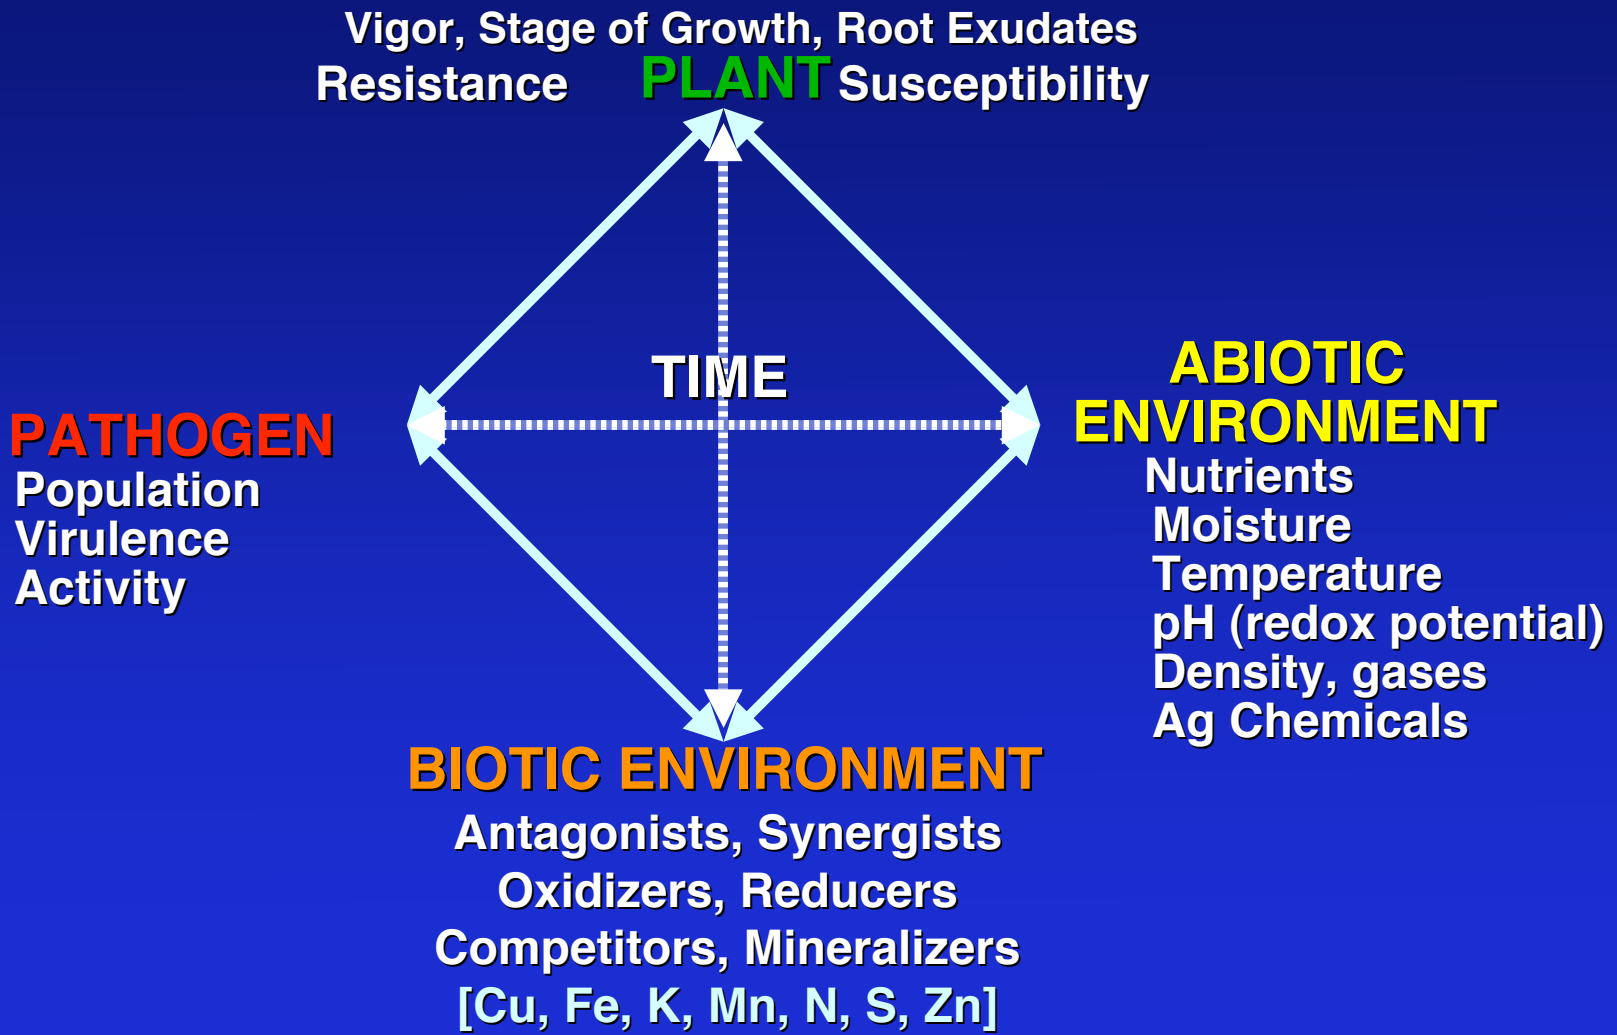 Vigor, Stage of Growth, Root Exudates
Resistance PLANT Susceptibility
TIME
PATHOGEN
Population
Virulence
Activity
ABIOTIC
ENVIRONMENT
Nutrients
Moisture
Temperature
pH (redox potential)
Density, gases
Ag Chemicals
BIOTIC ENVIRONMENT
Antagonists, Synergists
Oxidizers, Reducers
Competitors, Mineralizers
[Cu, Fe, K, Mn, N, S, Zn]